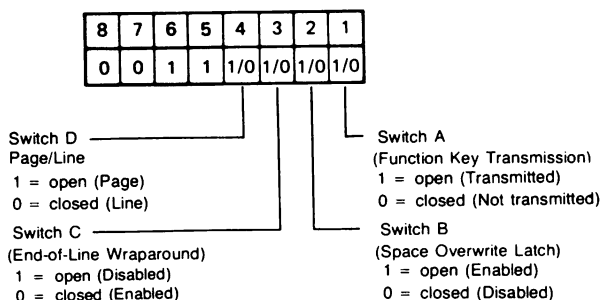 8 7 6 5 4 3 2 1
0 0 1 1 1/0 1/0 1/0 1/0
Switch D
Page/Line
1 = open (Page)
0 = closed (Line)
Switch C
(End-of-Line Wraparound)
1 = open (Disabled)
0 = closed (Enabled)
Switch A
(Function Key Transmission)
1 = open (Transmitted)
0 = closed (Not transmitted)
Switch B
(Space Overwrite Latch)
1 = open (Enabled)
0 = closed (Disabled)